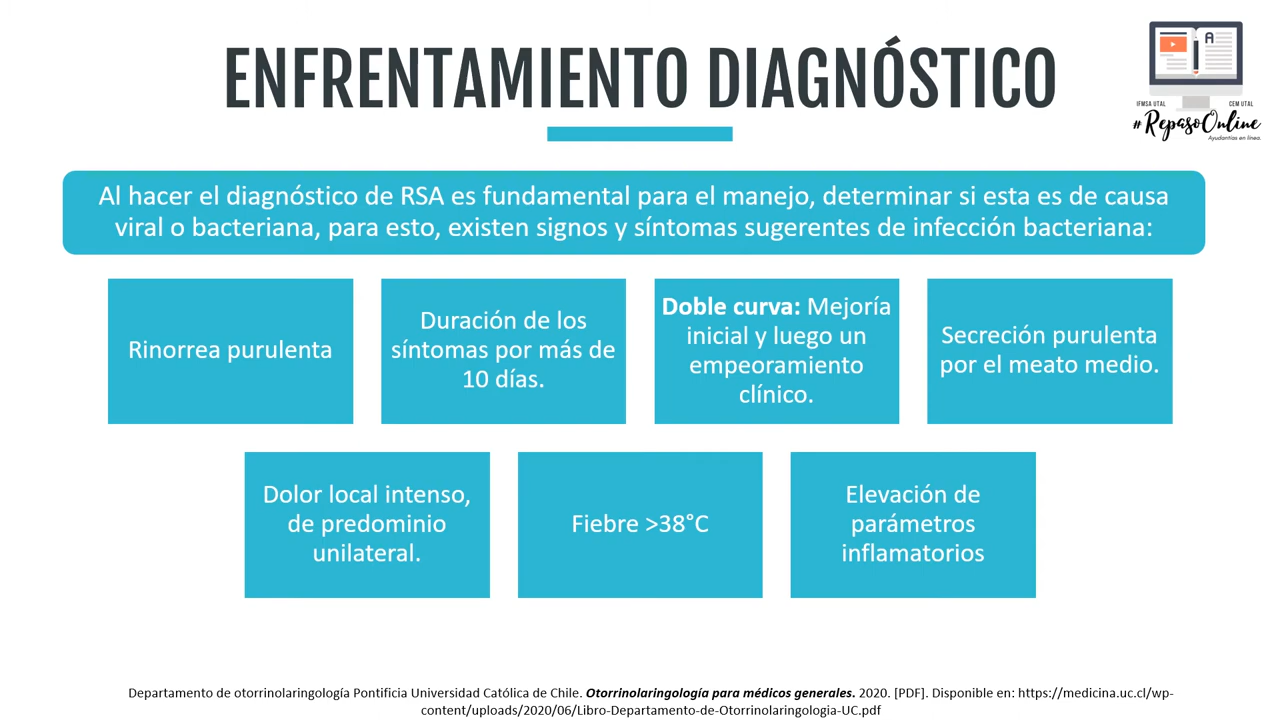 ENFRENTAMIENTO DIAGNÓSTICO
A
IFMSA UTAL
CEM UTAL
#RepasoOnline
Ayudantías en línea.
Al hacer el diagnóstico de RSA es fundamental para el manejo, determinar si esta es de causa
viral o bacteriana, para esto, existen signos y síntomas sugerentes de infección bacteriana:
Rinorrea purulenta
Duración de los
síntomas por más de
10 días.
Doble curva: Mejoría
inicial y luego un
empeoramiento
clínico.
Secreción purulenta
por el meato medio.
Dolor local intenso,
de predominio
unilateral.
Fiebre >38°C
Elevación de
parámetros
inflamatorios
Departamento de otorrinolaringología Pontificia Universidad Católica de Chile. Otorrinolaringología para médicos generales. 2020. [PDF]. Disponible en: https://medicina.uc.cl/wp-
content/uploads/2020/06/Libro-Departamento-de-Otorrinolaringologia-UC.pdf